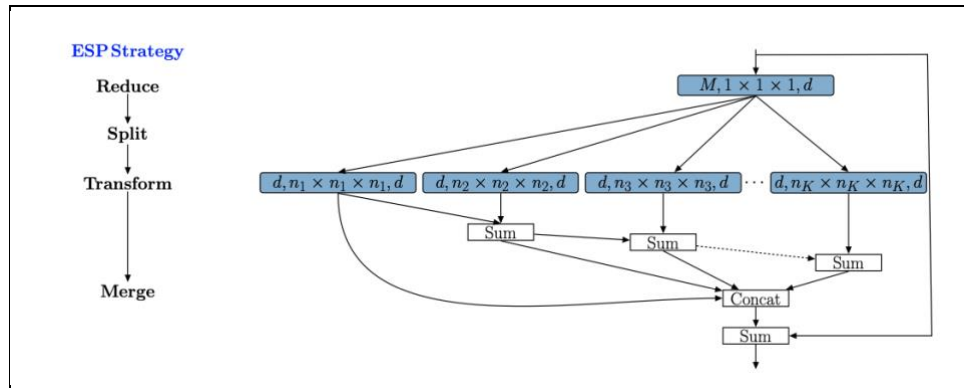 ESP Strategy
Reduce
Split
Transform
Merge
M, 1 × 1 × 1, d
d, n₁ × n₁ × n₁, d
d, n₂ × n₂ × n₂, d
d, n₃ × n₃ × n₃, d
···
d, n_K × n_K × n_K, d
Sum
Sum
Sum
Concat
Sum